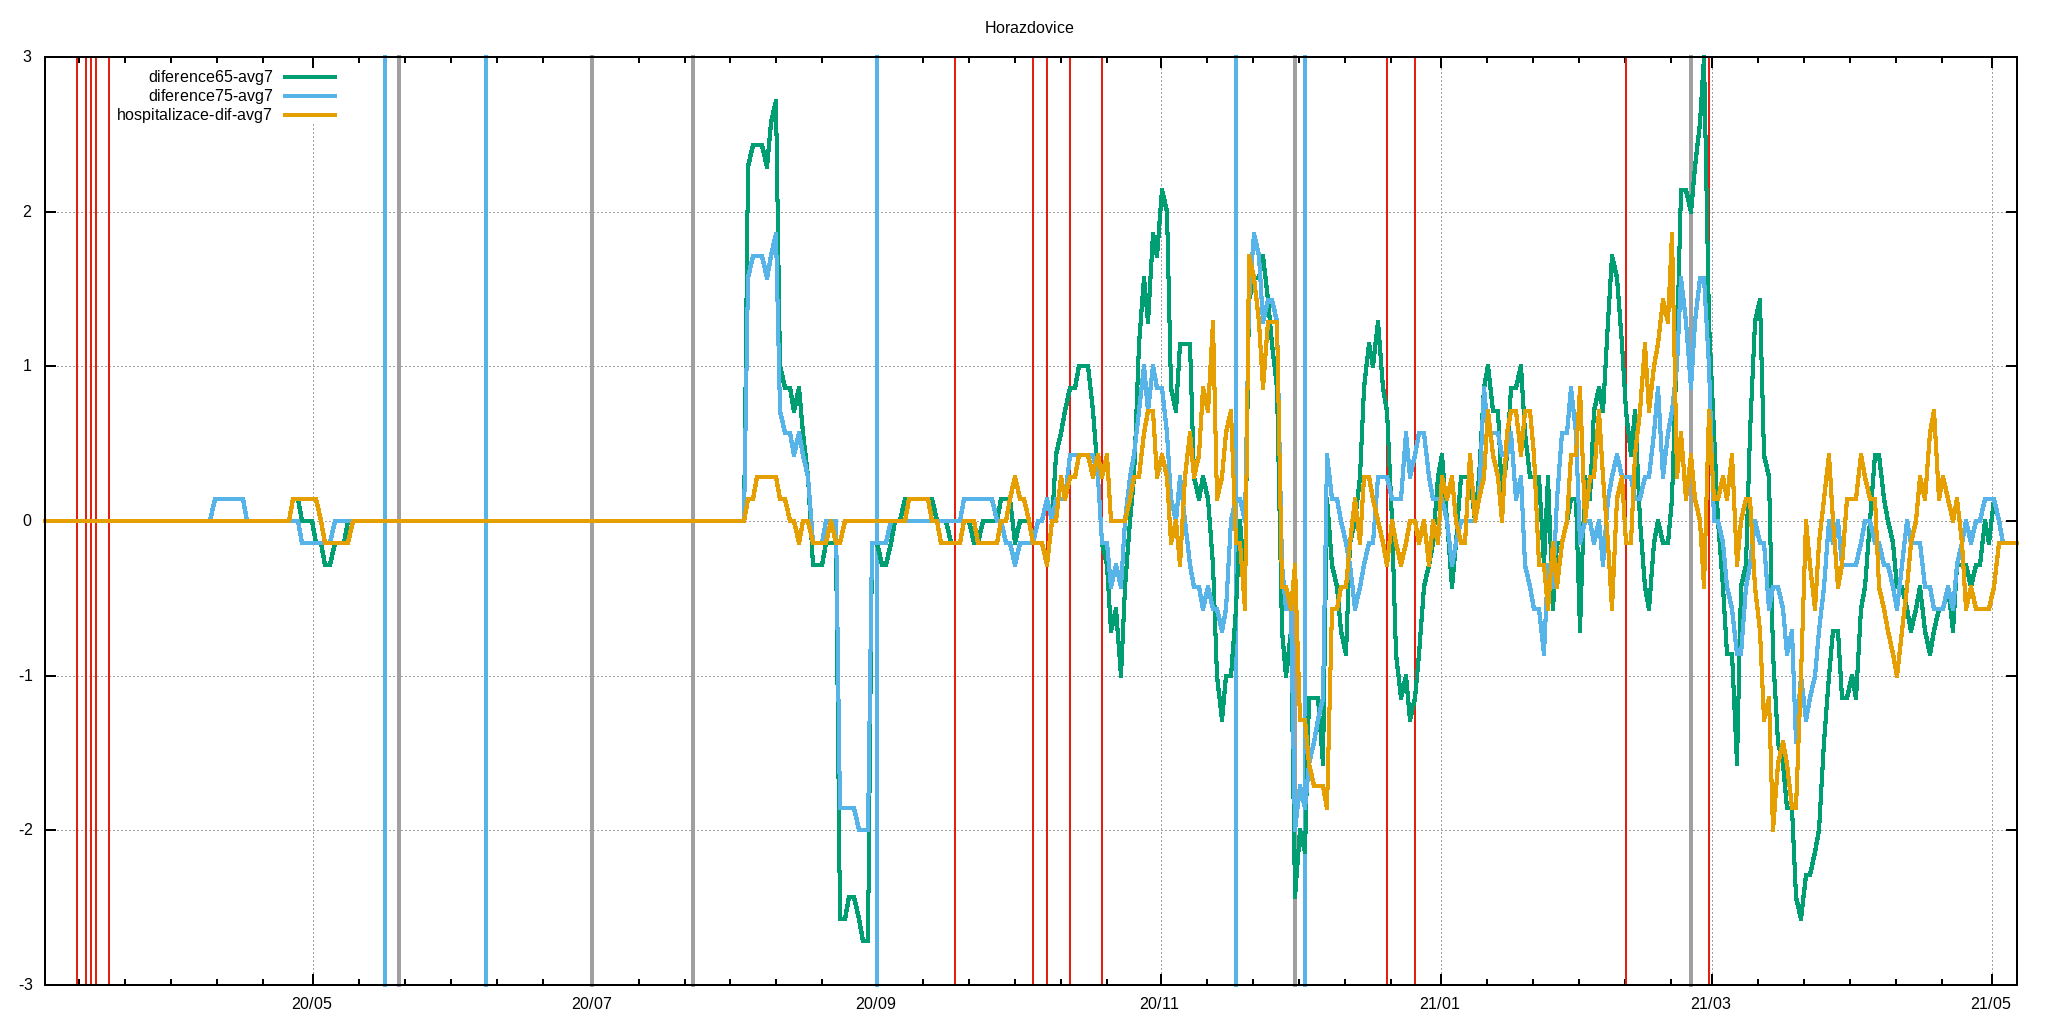 Horazdovice
3
diference65-avg7
diference75-avg7
hospitalizace-dif-avg7
2
1
0
-1
-2
-3
20/05 20/07 20/09 20/11 21/01 21/03 21/05